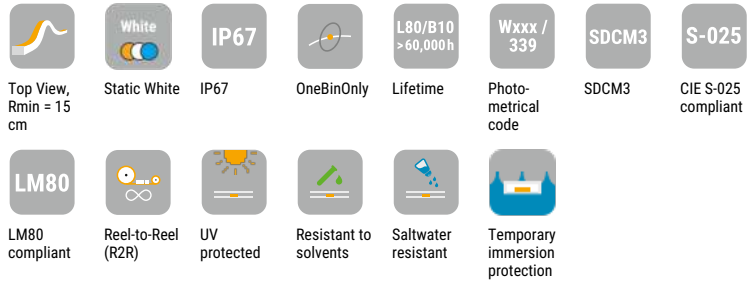 White
IP67
L80/B10
>60,000h
Wxxx /
339
SDCM3
S-025
Top View,
Rmin = 15
cm
Static White
IP67
OneBinOnly
Lifetime
Photo-
metrical
code
SDCM3
CIE S-025
compliant
LM80
LM80
compliant
Reel-to-Reel
(R2R)
UV
protected
Resistant to
solvents
Saltwater
resistant
Temporary
immersion
protection